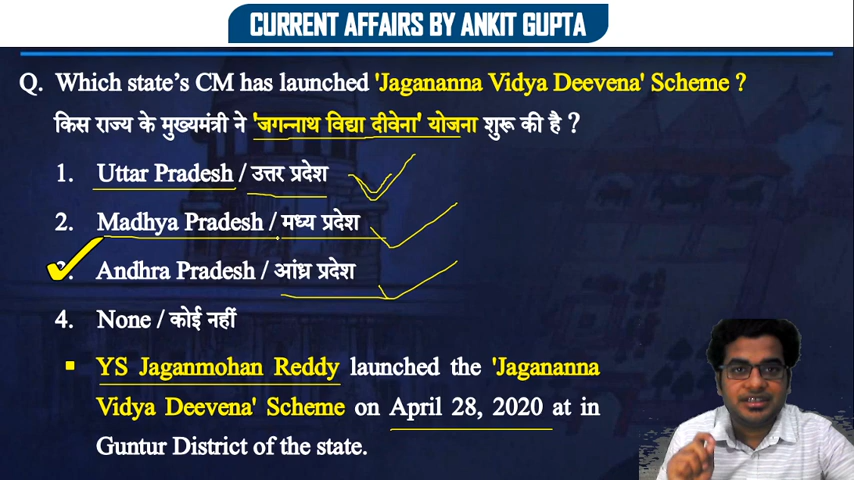 CURRENT AFFAIRS BY ANKIT GUPTA
Q. Which state's CM has launched 'Jagananna Vidya Deevena' Scheme ?
किस राज्य के मुख्यमंत्री ने 'जगन्नाथ विद्या दीवेना' योजना शुरू की है ?
1. Uttar Pradesh / उत्तर प्रदेश
2. Madhya Pradesh / मध्य प्रदेश
3. Andhra Pradesh / आंध्र प्रदेश
4. None / कोई नहीं
▪ YS Jaganmohan Reddy launched the 'Jagananna
Vidya Deevena' Scheme on April 28, 2020 at in
Guntur District of the state.